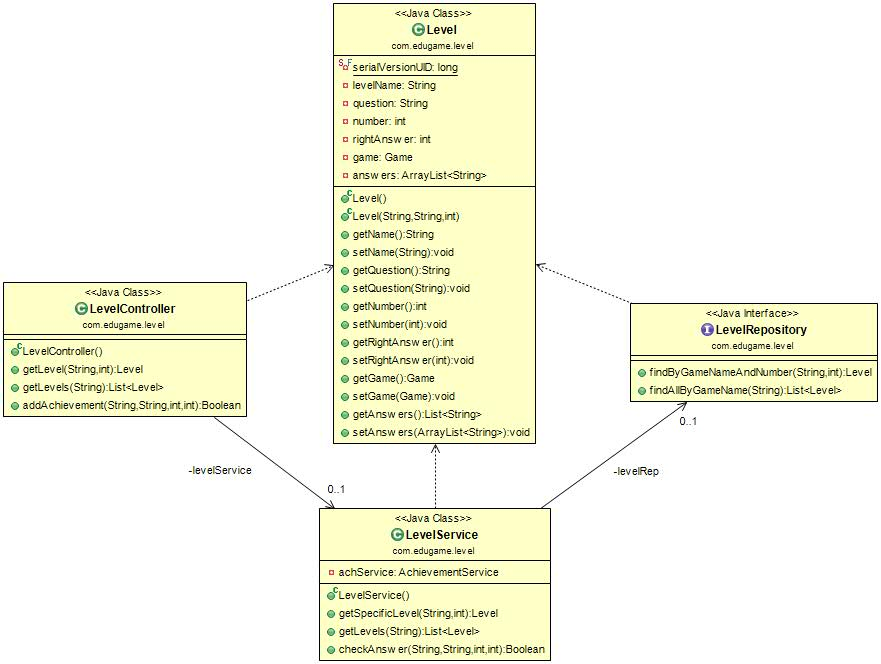 <<Java Class>>
Level
com.edugame.level
serialVersionUID: long
levelName: String
question: String
number: int
rightAnswer: int
game: Game
answers: ArrayList<String>
Level()
Level(String,String,int)
getName():String
setName(String):void
getQuestion():String
setQuestion(String):void
getNumber():int
setNumber(int):void
getRightAnswer():int
setRightAnswer(int):void
getGame():Game
setGame(Game):void
getAnswers():List<String>
setAnswers(ArrayList<String>):void
<<Java Class>>
LevelController
com.edugame.level
LevelController()
getLevel(String,int):Level
getLevels(String):List<Level>
addAchievement(String,String,int,int):Boolean
<<Java Interface>>
LevelRepository
com.edugame.level
findByGameNameAndNumber(String,int):Level
findAllByGameName(String):List<Level>
-levelService
0..1
-levelRep
0..1
<<Java Class>>
LevelService
com.edugame.level
achService: AchievementService
LevelService()
getSpecificLevel(String,int):Level
getLevels(String):List<Level>
checkAnswer(String,String,int,int):Boolean